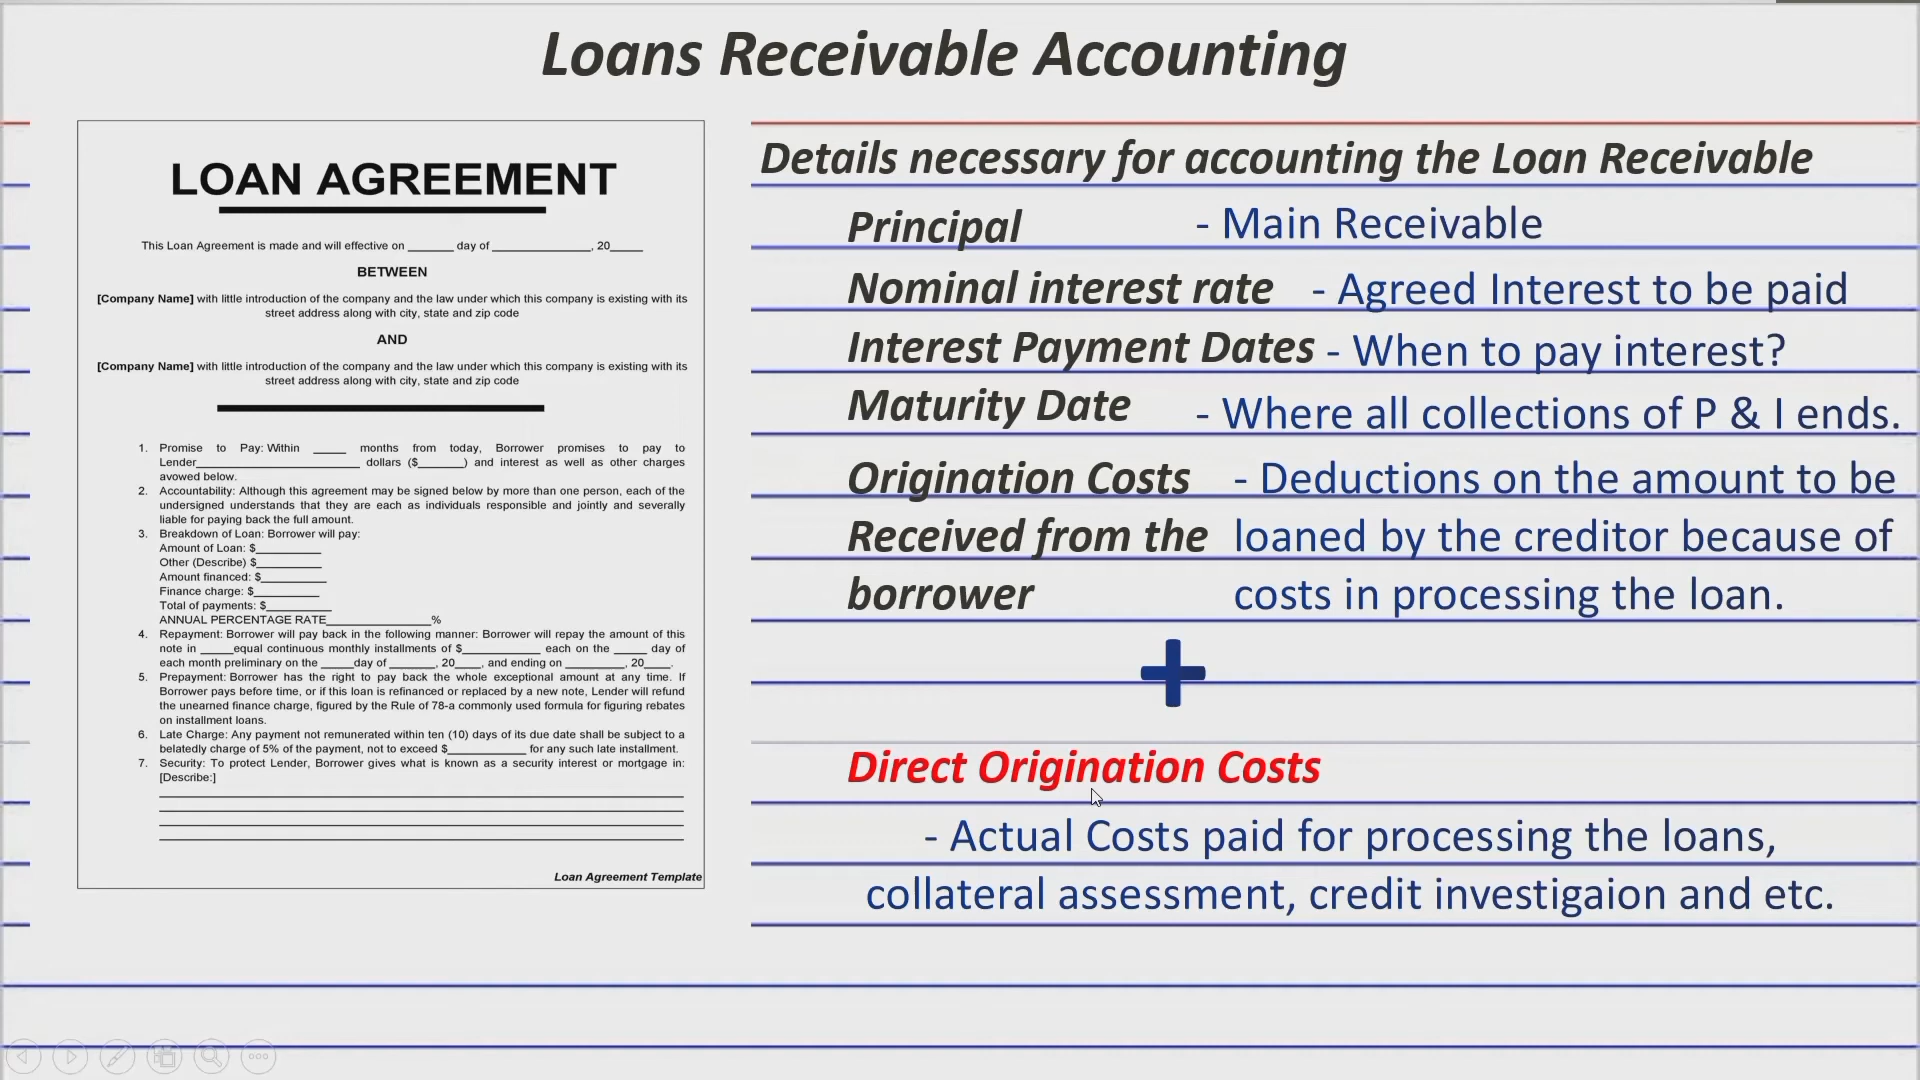 Loans Receivable Accounting
LOAN AGREEMENT
This Loan Agreement is made and will effective on _______ day of ________________, 20_____
BETWEEN
[Company Name] with little introduction of the company and the law under which this company is existing with its
street address along with city, state and zip code
AND
[Company Name] with little introduction of the company and the law under which this company is existing with its
street address along with city, state and zip code
1. Promise to Pay: Within _____ months from today, Borrower promises to pay to
Lender__________________________ dollars ($_______) and interest as well as other charges
avowed below.
2. Accountability: Although this agreement may be signed below by more than one person, each of the
undersigned understands that they are each as individuals responsible and jointly and severally
liable for paying back the full amount.
3. Breakdown of Loan: Borrower will pay:
Amount of Loan: $__________
Other (Describe) $__________
Amount financed: $__________
Finance charge: $__________
Total of payments: $__________
ANNUAL PERCENTAGE RATE________________%
4. Repayment: Borrower will pay back in the following manner: Borrower will repay the amount of this
note in _____equal continuous monthly installments of $____________ each on the _____ day of
each month preliminary on the _____day of _______, 20____, and ending on _________, 20____.
5. Prepayment: Borrower has the right to pay back the whole exceptional amount at any time. If
Borrower pays before time, or if this loan is refinanced or replaced by a new note, Lender will refund
the unearned finance charge, figured by the Rule of 78-a commonly used formula for figuring rebates
on installment loans.
6. Late Charge: Any payment not remunerated within ten (10) days of its due date shall be subject to a
belatedly charge of 5% of the payment, not to exceed $____________ for any such late installment.
7. Security: To protect Lender, Borrower gives what is known as a security interest or mortgage in:
[Describe:]
Loan Agreement Template
Details necessary for accounting the Loan Receivable
Principal - Main Receivable
Nominal interest rate - Agreed Interest to be paid
Interest Payment Dates - When to pay interest?
Maturity Date - Where all collections of P & I ends.
Origination Costs - Deductions on the amount to be
Received from the loaned by the creditor because of
borrower costs in processing the loan.
+
Direct Origination Costs
- Actual Costs paid for processing the loans,
collateral assessment, credit investigaion and etc.